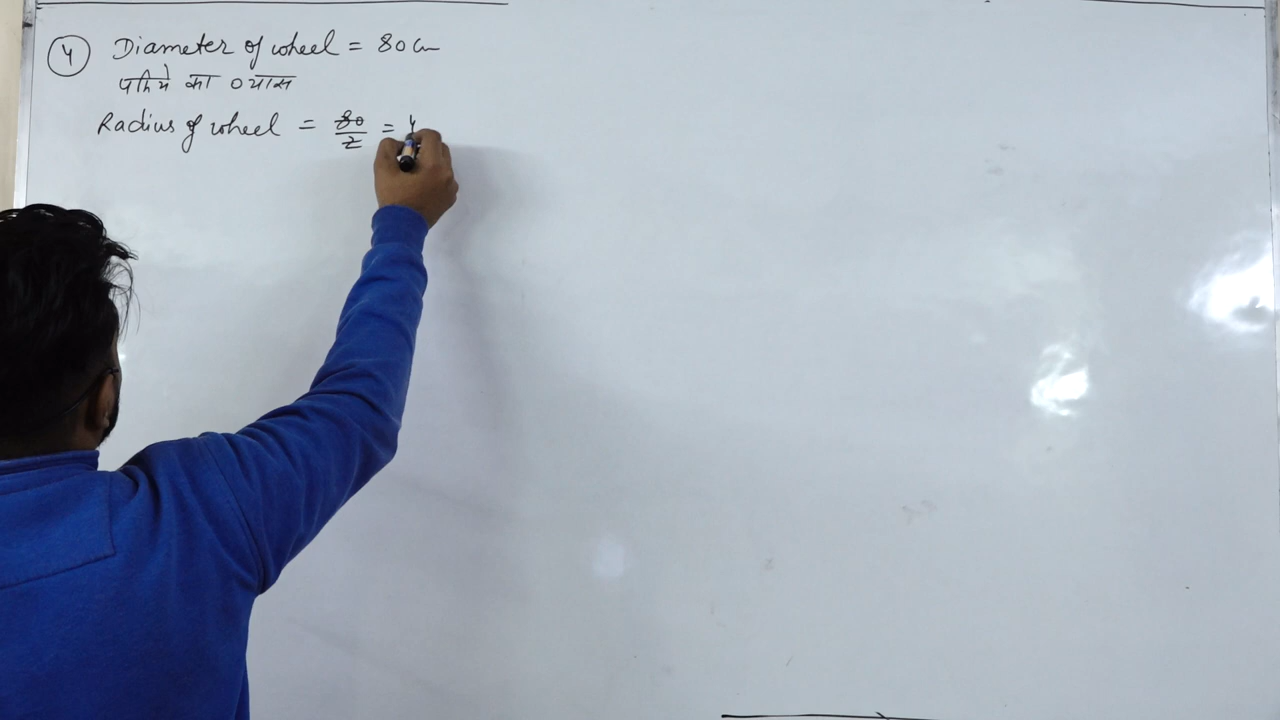 4 Diameter of wheel = 80 cm
पहिये का व्यास
Radius of wheel = 80/2 = 4